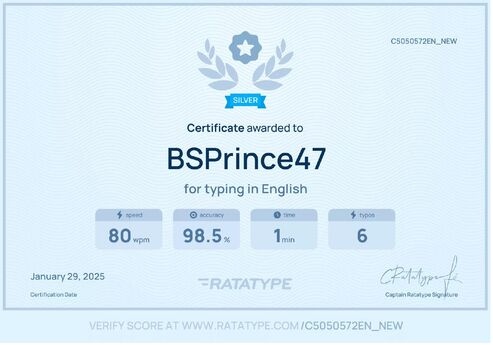 C5050572EN_NEW
SILVER
Certificate awarded to
BSPrince47
for typing in English
speed accuracy time typos
80 wpm 98.5 % 1 min 6
January 29, 2025
Certification Date
RATATYPE
CRatatype
Captain Ratatype Signature
VERIFY SCORE AT WWW.RATATYPE.COM /C5050572EN_NEW